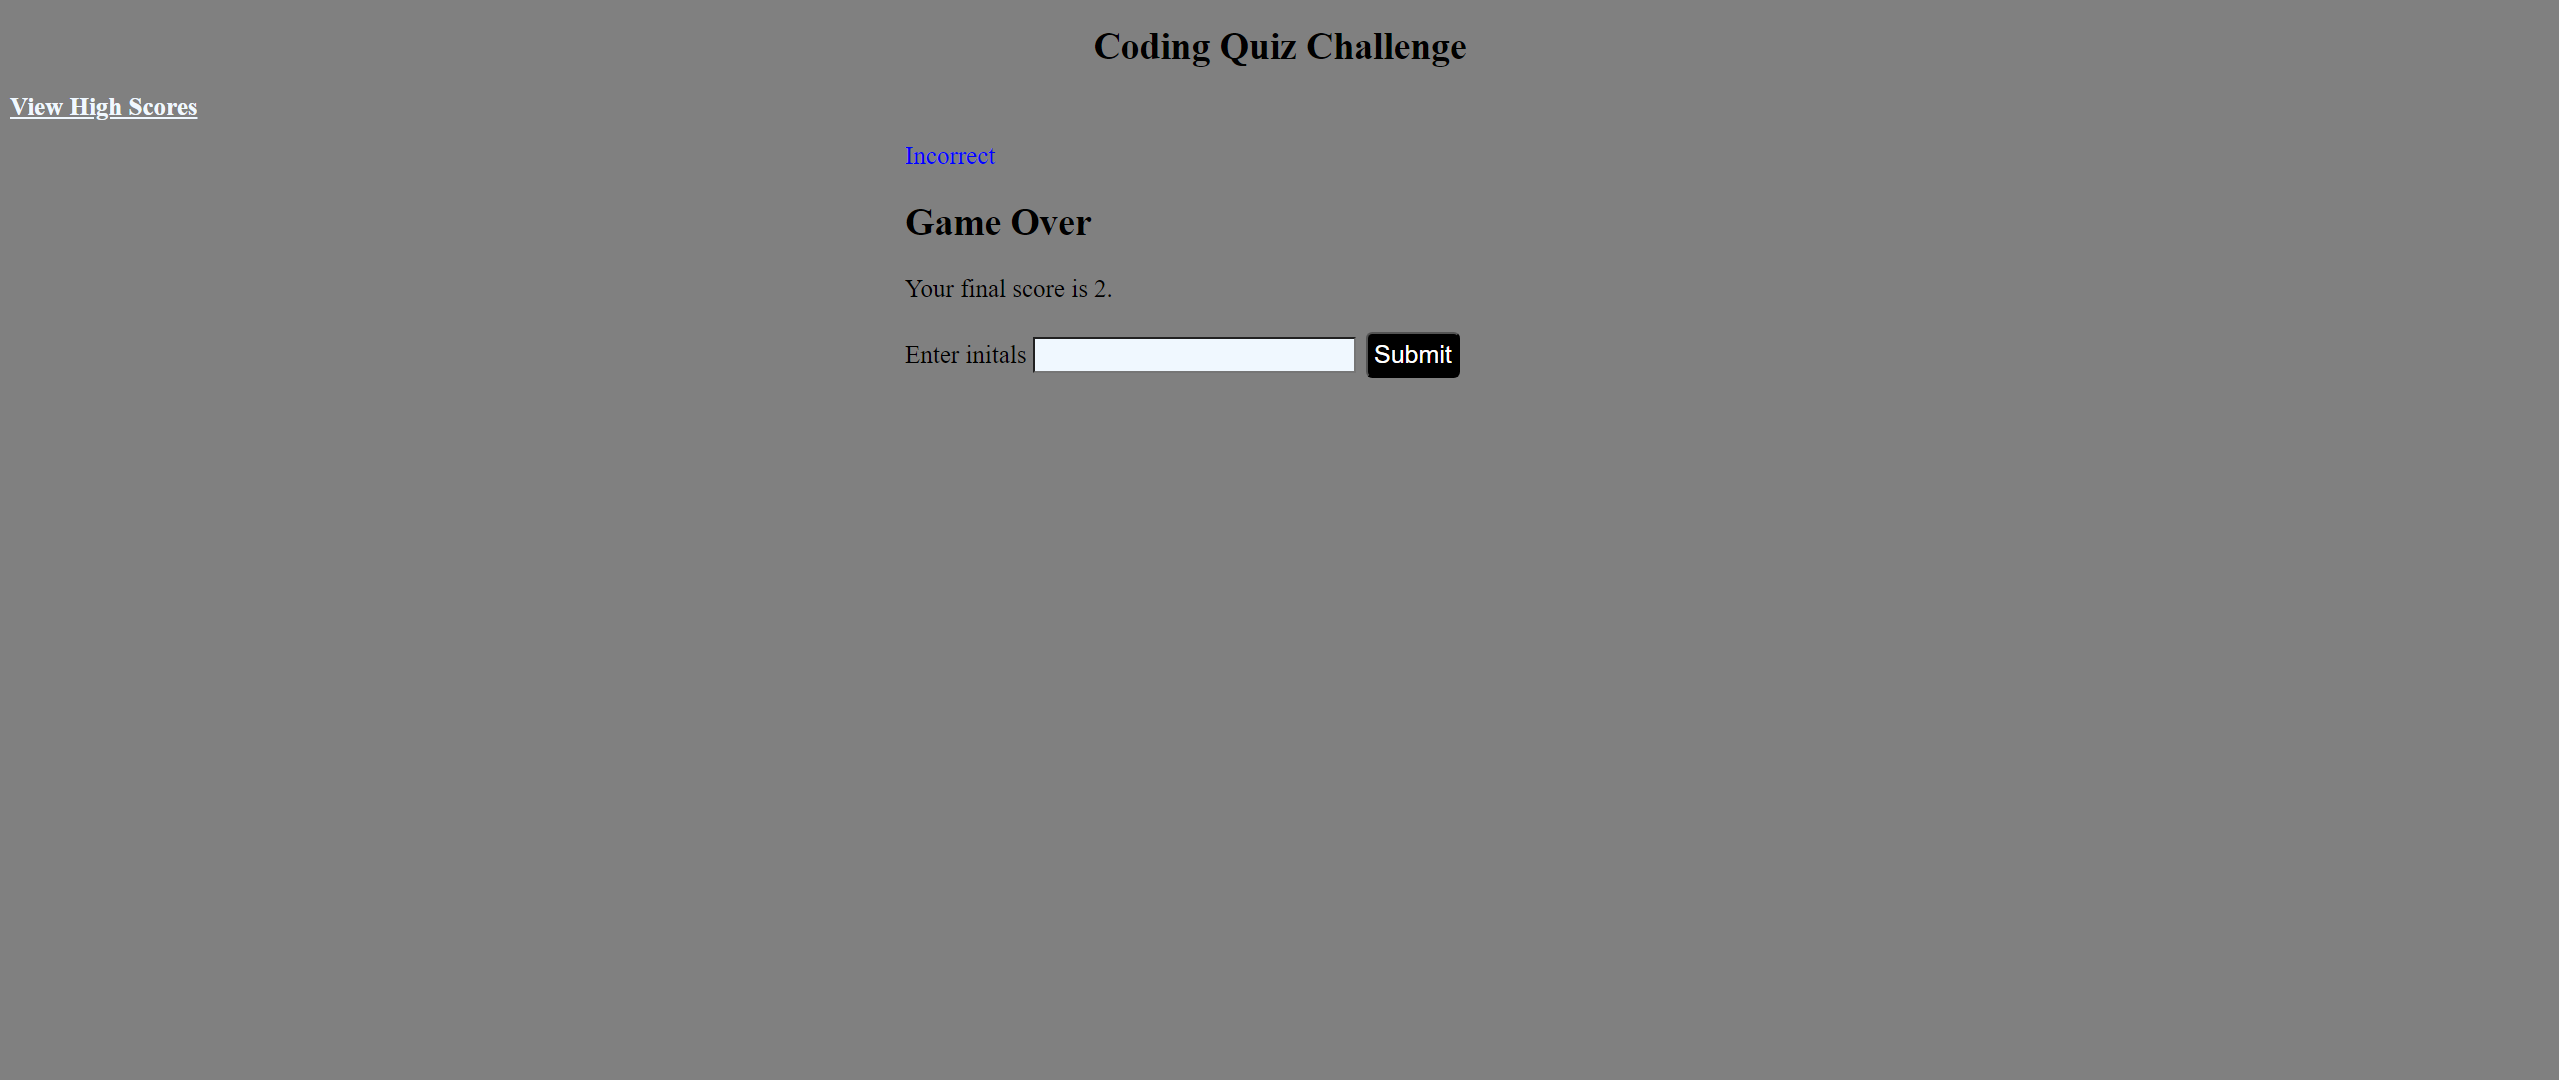 Coding Quiz Challenge
View High Scores
Incorrect
Game Over
Your final score is 2.
Enter initals
Submit